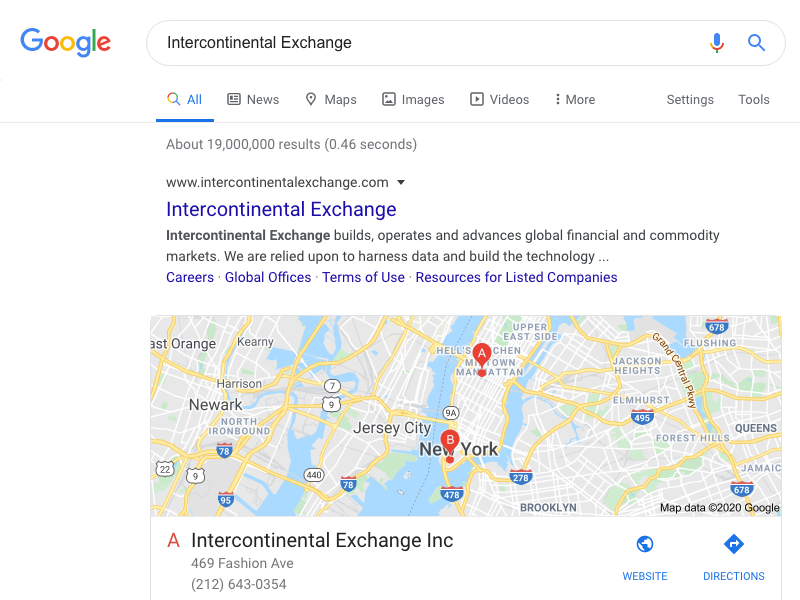 Google
Intercontinental Exchange
All
News
Maps
Images
Videos
More
Settings
Tools
About 19,000,000 results (0.46 seconds)
www.intercontinentalexchange.com
Intercontinental Exchange
Intercontinental Exchange builds, operates and advances global financial and commodity
markets. We are relied upon to harness data and build the technology ...
Careers · Global Offices · Terms of Use · Resources for Listed Companies
ast Orange
Kearny
Harrison
Newark
NORTH
IRONBOUND
Jersey City
New York
HELL'S KITCHEN
MIDTOWN
MANHATTAN
UPPER
EAST SIDE
JACKSON
HEIGHTS
FLUSHING
Grand Central Pkwy
ELMHURST
QUEENS
FOREST HILLS
JAMAIC
BROOKLYN
A
B
7
9
9A
22
9
78
95
440
78
478
278
495
678
678
Map data ©2020 Google
A Intercontinental Exchange Inc
469 Fashion Ave
(212) 643-0354
WEBSITE
DIRECTIONS